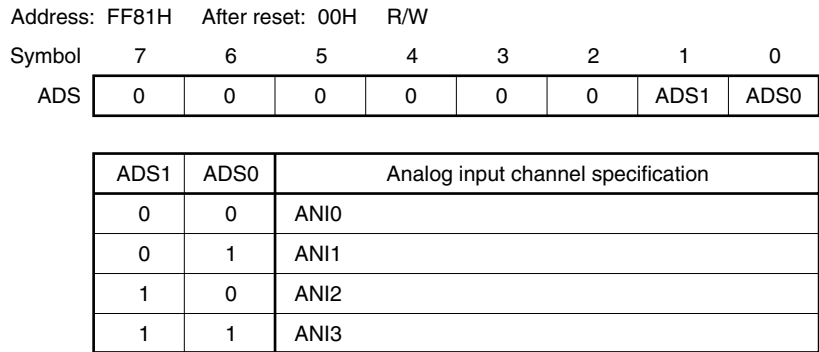 Address: FF81H After reset: 00H R/W
Symbol 7 6 5 4 3 2 1 0
ADS 0 0 0 0 0 0 ADS1 ADS0
ADS1 ADS0 Analog input channel specification
0 0 ANI0
0 1 ANI1
1 0 ANI2
1 1 ANI3